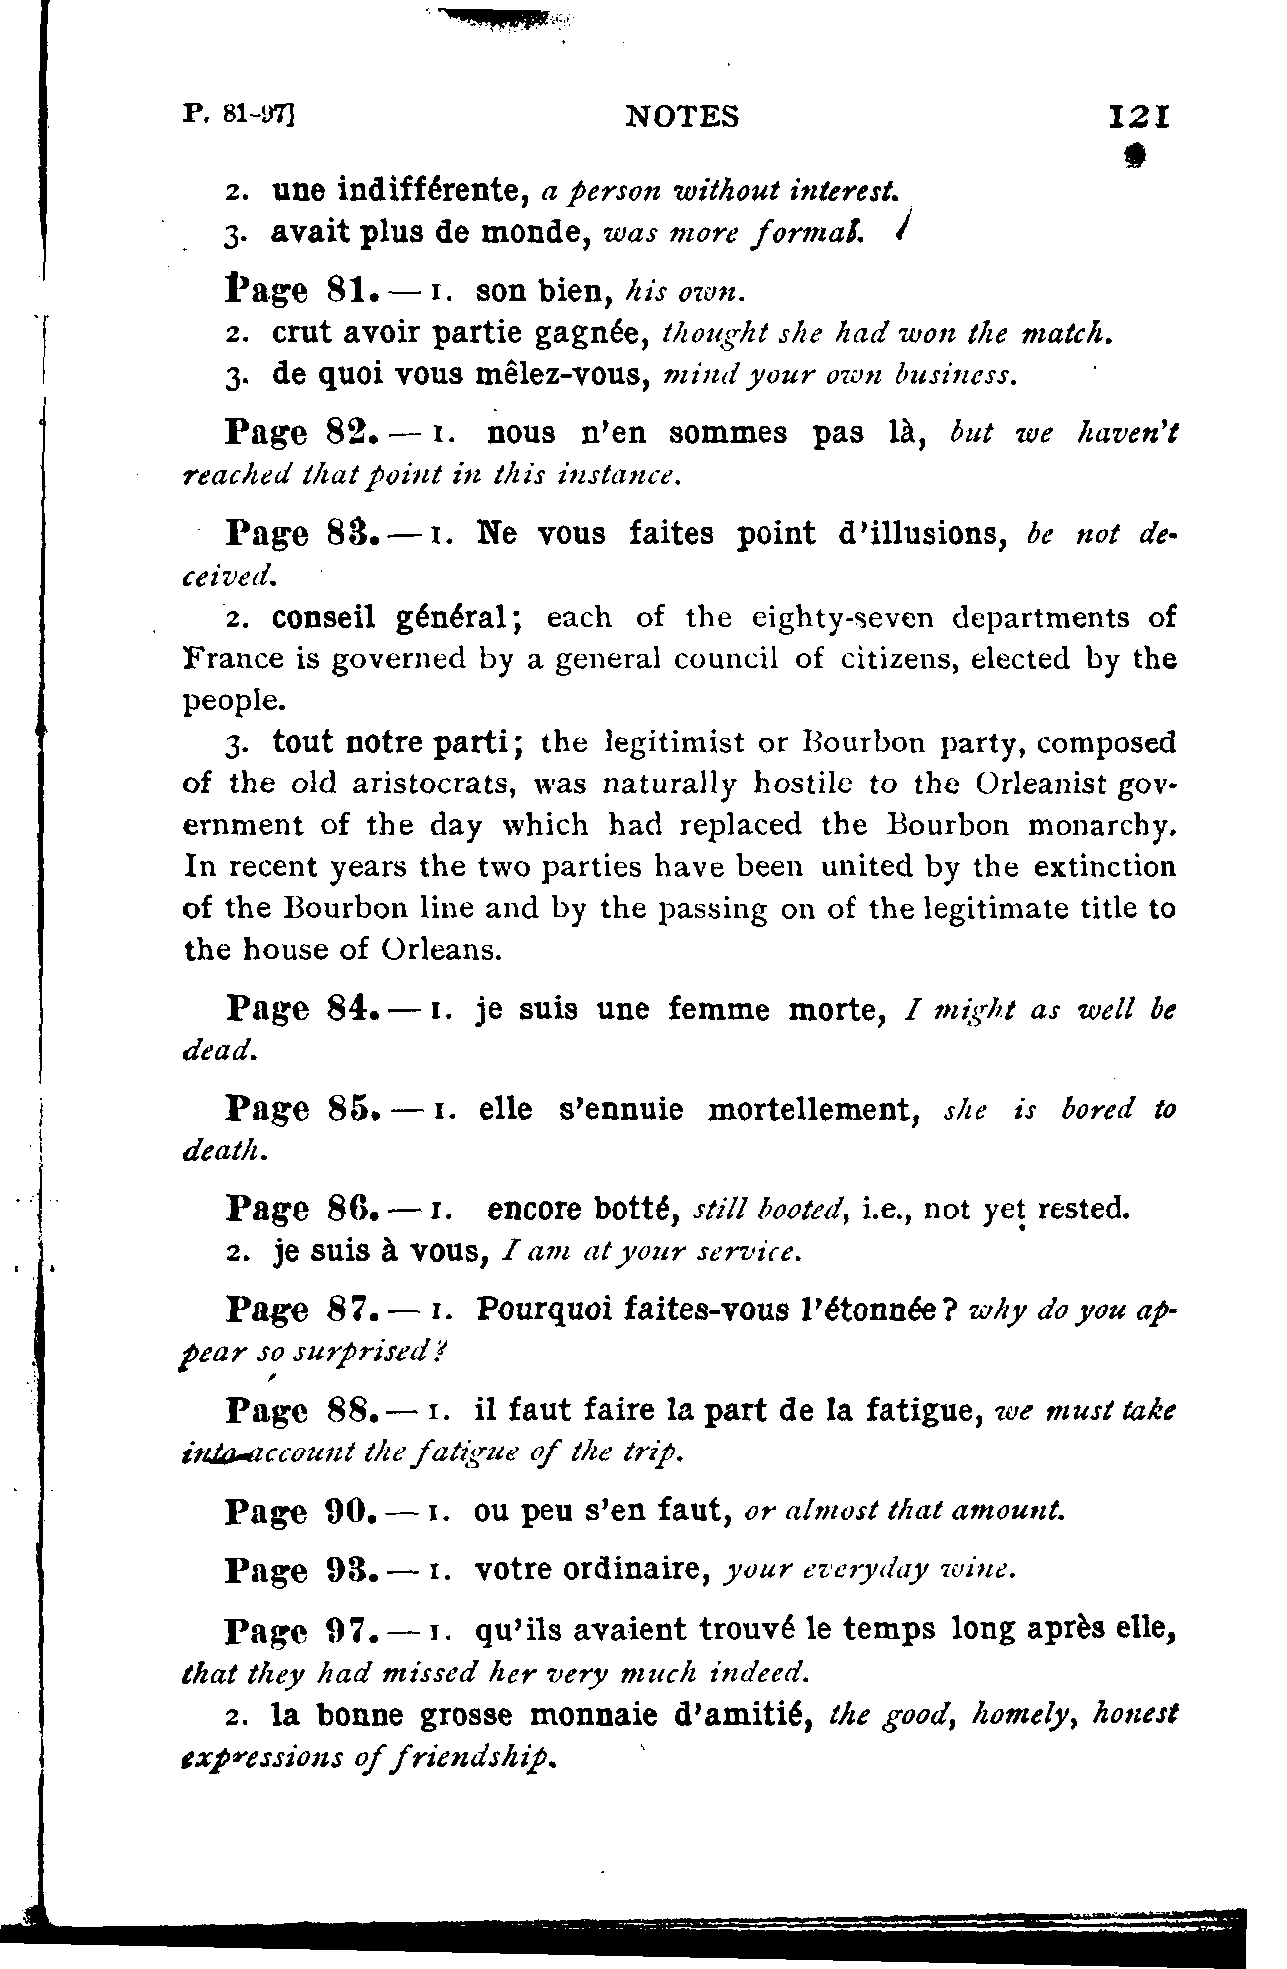 P. 81-97] NOTES 121
2. une indifférente, a person without interest.
3. avait plus de monde, was more formal.
Page 81. — 1. son bien, his own.
2. crut avoir partie gagnée, thought she had won the match.
3. de quoi vous mêlez-vous, mind your own business.
Page 82. — 1. nous n'en sommes pas là, but we haven't
reached that point in this instance.
Page 83. — 1. Ne vous faites point d'illusions, be not de-
ceived.
2. conseil général; each of the eighty-seven departments of
France is governed by a general council of citizens, elected by the
people.
3. tout notre parti; the legitimist or Bourbon party, composed
of the old aristocrats, was naturally hostile to the Orleanist gov-
ernment of the day which had replaced the Bourbon monarchy.
In recent years the two parties have been united by the extinction
of the Bourbon line and by the passing on of the legitimate title to
the house of Orleans.
Page 84. — 1. je suis une femme morte, I might as well be
dead.
Page 85. — 1. elle s'ennuie mortellement, she is bored to
death.
Page 86. — 1. encore botté, still booted, i.e., not yet rested.
2. je suis à vous, I am at your service.
Page 87. — 1. Pourquoi faites-vous l'étonnée? why do you ap-
pear so surprised?
Page 88. — 1. il faut faire la part de la fatigue, we must take
into account the fatigue of the trip.
Page 90. — 1. ou peu s'en faut, or almost that amount.
Page 93. — 1. votre ordinaire, your everyday wine.
Page 97. — 1. qu'ils avaient trouvé le temps long après elle,
that they had missed her very much indeed.
2. la bonne grosse monnaie d'amitié, the good, homely, honest
expressions of friendship.